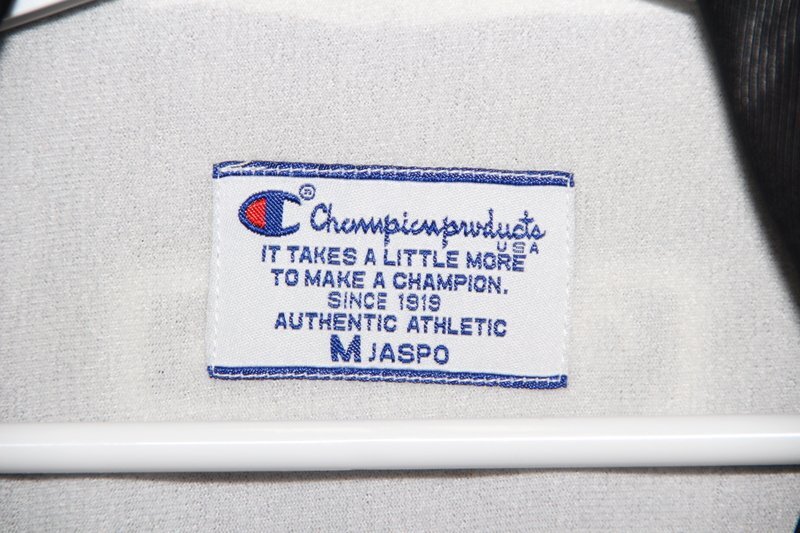 C® Championproducts
USA
IT TAKES A LITTLE MORE
TO MAKE A CHAMPION.
SINCE 1919
AUTHENTIC ATHLETIC
M JASPO